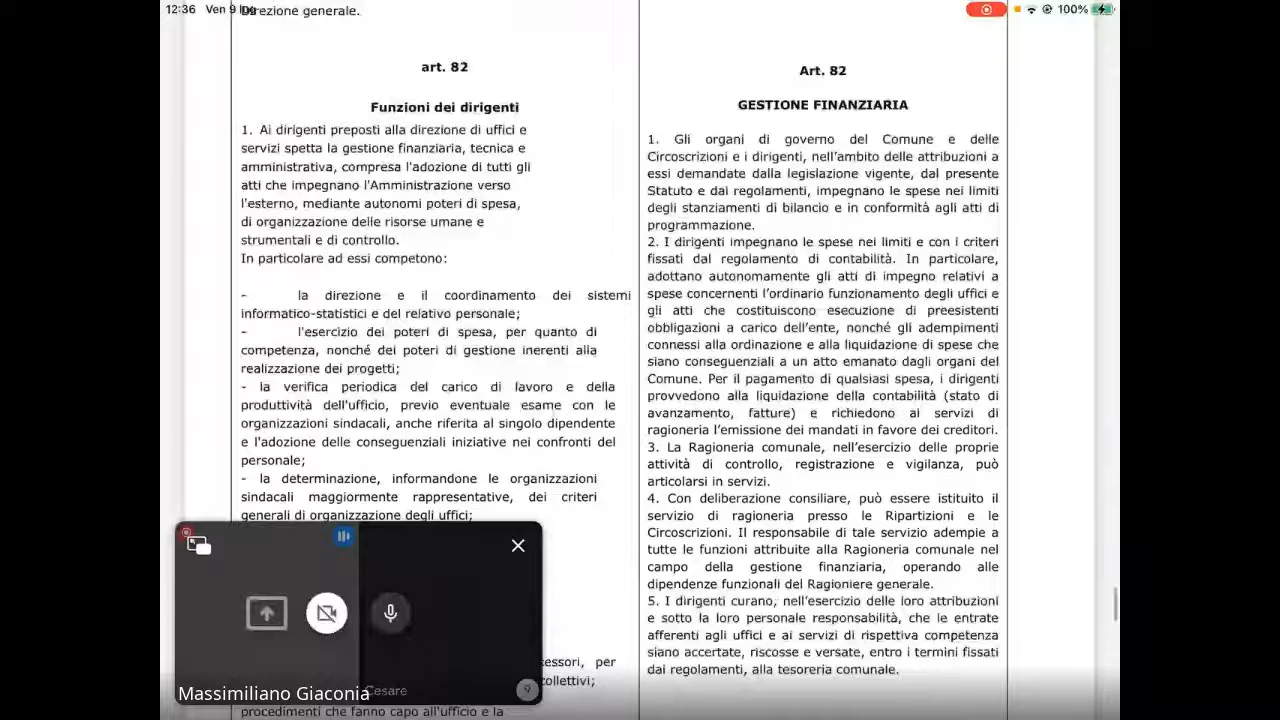 12:36 Ven 9
100%
Direzione generale.
art. 82
Funzioni dei dirigenti
1. Ai dirigenti preposti alla direzione di uffici e
servizi spetta la gestione finanziaria, tecnica e
amministrativa, compresa l'adozione di tutti gli
atti che impegnano l'Amministrazione verso
l'esterno, mediante autonomi poteri di spesa,
di organizzazione delle risorse umane e
strumentali e di controllo.
In particolare ad essi competono:
- la direzione e il coordinamento dei sistemi
informatico-statistici e del relativo personale;
- l'esercizio dei poteri di spesa, per quanto di
competenza, nonché dei poteri di gestione inerenti alla
realizzazione dei progetti;
- la verifica periodica del carico di lavoro e della
produttività dell'ufficio, previo eventuale esame con le
organizzazioni sindacali, anche riferita al singolo dipendente
e l'adozione delle conseguenziali iniziative nei confronti del
personale;
- la determinazione, informandone le organizzazioni
sindacali maggiormente rappresentative, dei criteri
generali di organizzazione degli uffici;
per
collettivi;
procedimenti che fanno capo all'ufficio e la
Art. 82
GESTIONE FINANZIARIA
1. Gli organi di governo del Comune e delle
Circoscrizioni e i dirigenti, nell'ambito delle attribuzioni a
essi demandate dalla legislazione vigente, dal presente
Statuto e dai regolamenti, impegnano le spese nei limiti
degli stanziamenti di bilancio e in conformità agli atti di
programmazione.
2. I dirigenti impegnano le spese nei limiti e con i criteri
fissati dal regolamento di contabilità. In particolare,
adottano autonomamente gli atti di impegno relativi a
spese concernenti l'ordinario funzionamento degli uffici e
gli atti che costituiscono esecuzione di preesistenti
obbligazioni a carico dell'ente, nonché gli adempimenti
connessi alla ordinazione e alla liquidazione di spese che
siano conseguenziali a un atto emanato dagli organi del
Comune. Per il pagamento di qualsiasi spesa, i dirigenti
provvedono alla liquidazione della contabilità (stato di
avanzamento, fatture) e richiedono ai servizi di
ragioneria l'emissione dei mandati in favore dei creditori.
3. La Ragioneria comunale, nell'esercizio delle proprie
attività di controllo, registrazione e vigilanza, può
articolarsi in servizi.
4. Con deliberazione consiliare, può essere istituito il
servizio di ragioneria presso le Ripartizioni e le
Circoscrizioni. Il responsabile di tale servizio adempie a
tutte le funzioni attribuite alla Ragioneria comunale nel
campo della gestione finanziaria, operando alle
dipendenze funzionali del Ragioniere generale.
5. I dirigenti curano, nell'esercizio delle loro attribuzioni
e sotto la loro personale responsabilità, che le entrate
afferenti agli uffici e ai servizi di rispettiva competenza
siano accertate, riscosse e versate, entro i termini fissati
dai regolamenti, alla tesoreria comunale.
Massimiliano Giaconia
Cesare